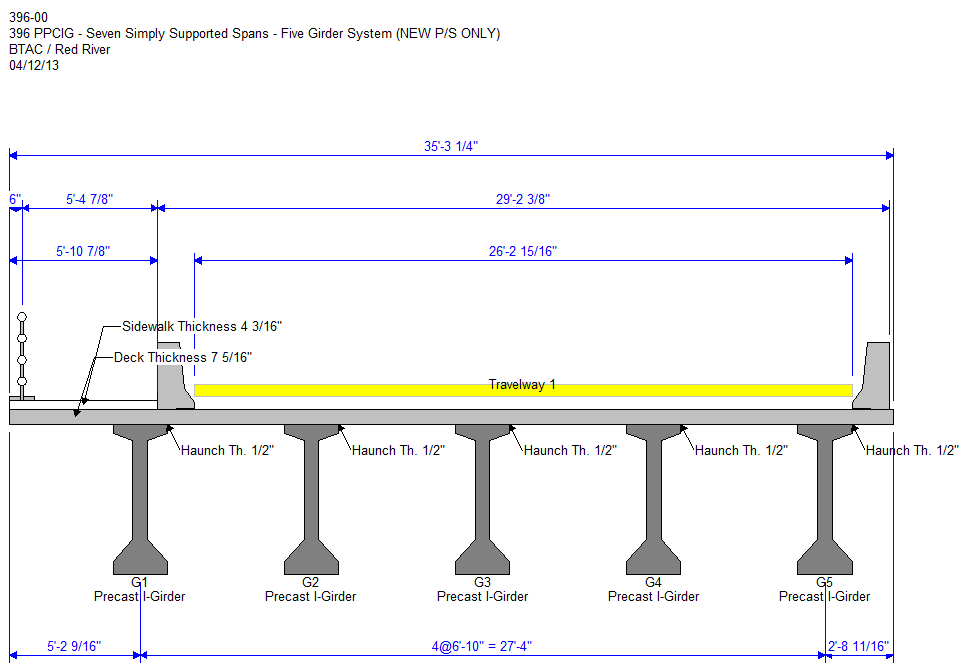 396-00
396 PPCIG - Seven Simply Supported Spans - Five Girder System (NEW P/S ONLY)
BTAC / Red River
04/12/13
35'-3 1/4"
6" 5'-4 7/8" 29'-2 3/8"
5'-10 7/8" 26'-2 15/16"
Sidewalk Thickness 4 3/16"
Deck Thickness 7 5/16"
Travelway 1
Haunch Th. 1/2" Haunch Th. 1/2" Haunch Th. 1/2" Haunch Th. 1/2" Haunch Th. 1/2"
G1 G2 G3 G4 G5
Precast I-Girder Precast I-Girder Precast I-Girder Precast I-Girder Precast I-Girder
5'-2 9/16" 4@6'-10" = 27'-4" 2'-8 11/16"